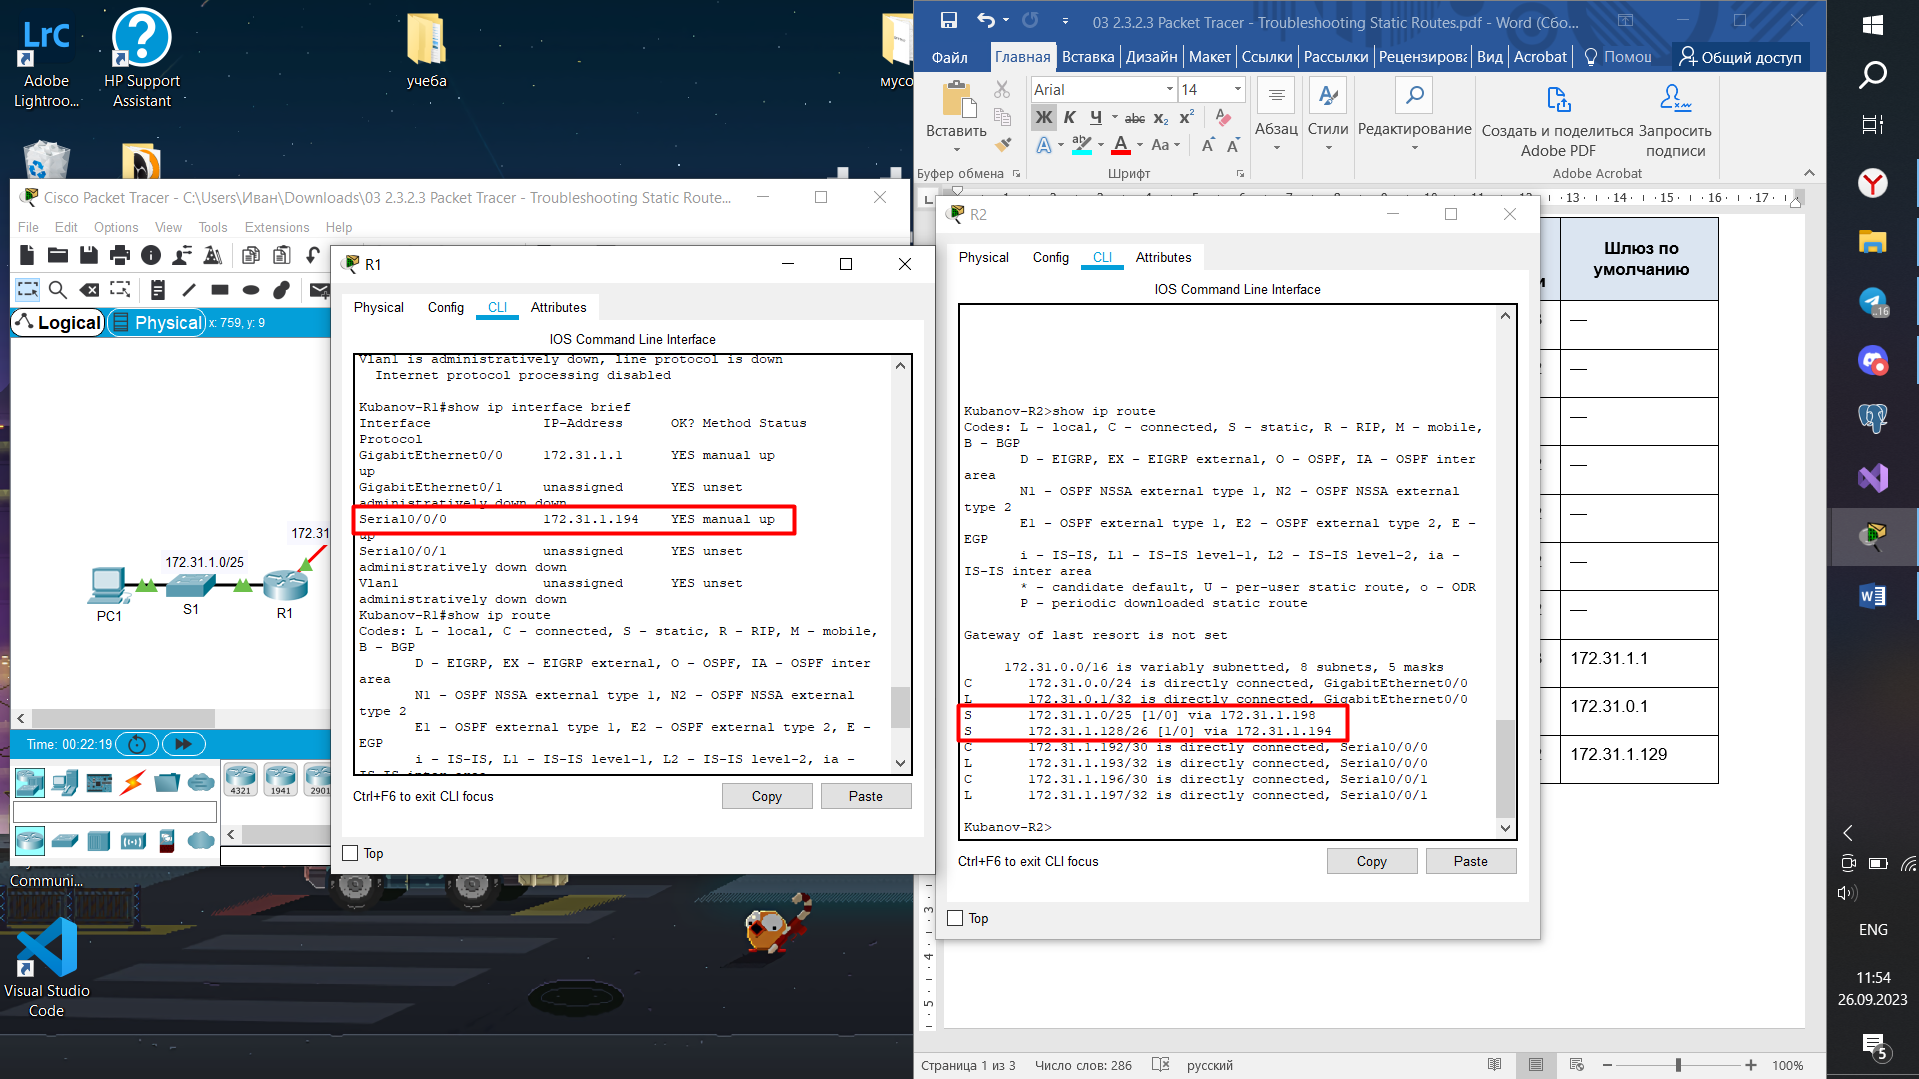 Adobe
Lightroo...
HP Support
Assistant
учеба
мусо
Communi...
Visual Studio
Code
Cisco Packet Tracer - C:\Users\Иван\Downloads\03 2.3.2.3 Packet Tracer - Troubleshooting Static Route...
File Edit Options View Tools Extensions Help
Logical
Physical
x: 759, y: 9
172.31
172.31.1.0/25
PC1
S1
R1
Time: 00:22:19
4321
1941
2901
R1
Physical Config CLI Attributes
IOS Command Line Interface
Vlan1 is administratively down, line protocol is down
Internet protocol processing disabled
Kubanov-R1#show ip interface brief
Interface IP-Address OK? Method Status
Protocol
GigabitEthernet0/0 172.31.1.1 YES manual up
up
GigabitEthernet0/1 unassigned YES unset
administratively down down
Serial0/0/0 172.31.1.194 YES manual up
up
Serial0/0/1 unassigned YES unset
administratively down down
Vlan1 unassigned YES unset
administratively down down
Kubanov-R1#show ip route
Codes: L - local, C - connected, S - static, R - RIP, M - mobile,
B - BGP
D - EIGRP, EX - EIGRP external, O - OSPF, IA - OSPF inter
area
N1 - OSPF NSSA external type 1, N2 - OSPF NSSA external
type 2
E1 - OSPF external type 1, E2 - OSPF external type 2, E -
EGP
i - IS-IS, L1 - IS-IS level-1, L2 - IS-IS level-2, ia -
IS-IS inter area
Ctrl+F6 to exit CLI focus
Copy
Paste
Top
03 2.3.2.3 Packet Tracer - Troubleshooting Static Routes.pdf - Word (Сбо...
Файл Главная Вставка Дизайн Макет Ссылки Рассылки Рецензирова Вид Acrobat Помощ Общий доступ
Вставить
Arial
14
Ж К Ч abc x₂ x²
Aa
Абзац
Стили
Редактирование
Создать и поделиться
Adobe PDF
Запросить
подписи
Буфер обмена
Шрифт
Adobe Acrobat
13 14 15 16 17
R2
Physical Config CLI Attributes
IOS Command Line Interface
Kubanov-R2>show ip route
Codes: L - local, C - connected, S - static, R - RIP, M - mobile,
B - BGP
D - EIGRP, EX - EIGRP external, O - OSPF, IA - OSPF inter
area
N1 - OSPF NSSA external type 1, N2 - OSPF NSSA external
type 2
E1 - OSPF external type 1, E2 - OSPF external type 2, E -
EGP
i - IS-IS, L1 - IS-IS level-1, L2 - IS-IS level-2, ia -
IS-IS inter area
* - candidate default, U - per-user static route, o - ODR
P - periodic downloaded static route
Gateway of last resort is not set
172.31.0.0/16 is variably subnetted, 8 subnets, 5 masks
C 172.31.0.0/24 is directly connected, GigabitEthernet0/0
L 172.31.0.1/32 is directly connected, GigabitEthernet0/0
S 172.31.1.0/25 [1/0] via 172.31.1.198
S 172.31.1.128/26 [1/0] via 172.31.1.194
C 172.31.1.192/30 is directly connected, Serial0/0/0
L 172.31.1.193/32 is directly connected, Serial0/0/0
C 172.31.1.196/30 is directly connected, Serial0/0/1
L 172.31.1.197/32 is directly connected, Serial0/0/1
Kubanov-R2>
Ctrl+F6 to exit CLI focus
Copy
Paste
Top
Шлюз по
умолчанию
—
—
—
—
—
—
—
172.31.1.1
172.31.0.1
172.31.1.129
3
4
5
Страница 1 из 3 Число слов: 286 русский
100%
..16
ENG
11:54
26.09.2023
5